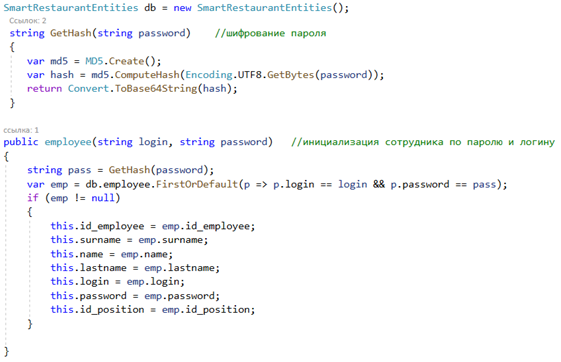 SmartRestaurantEntities db = new SmartRestaurantEntities();
Ссылок: 2
string GetHash(string password)    //шифрование пароля
{
    var md5 = MD5.Create();
    var hash = md5.ComputeHash(Encoding.UTF8.GetBytes(password));
    return Convert.ToBase64String(hash);
}
ссылка: 1
public employee(string login, string password)   //инициализация сотрудника по паролю и логину
{
    string pass = GetHash(password);
    var emp = db.employee.FirstOrDefault(p => p.login == login && p.password == pass);
    if (emp != null)
    {
        this.id_employee = emp.id_employee;
        this.surname = emp.surname;
        this.name = emp.name;
        this.lastname = emp.lastname;
        this.login = emp.login;
        this.password = emp.password;
        this.id_position = emp.id_position;
    }
}